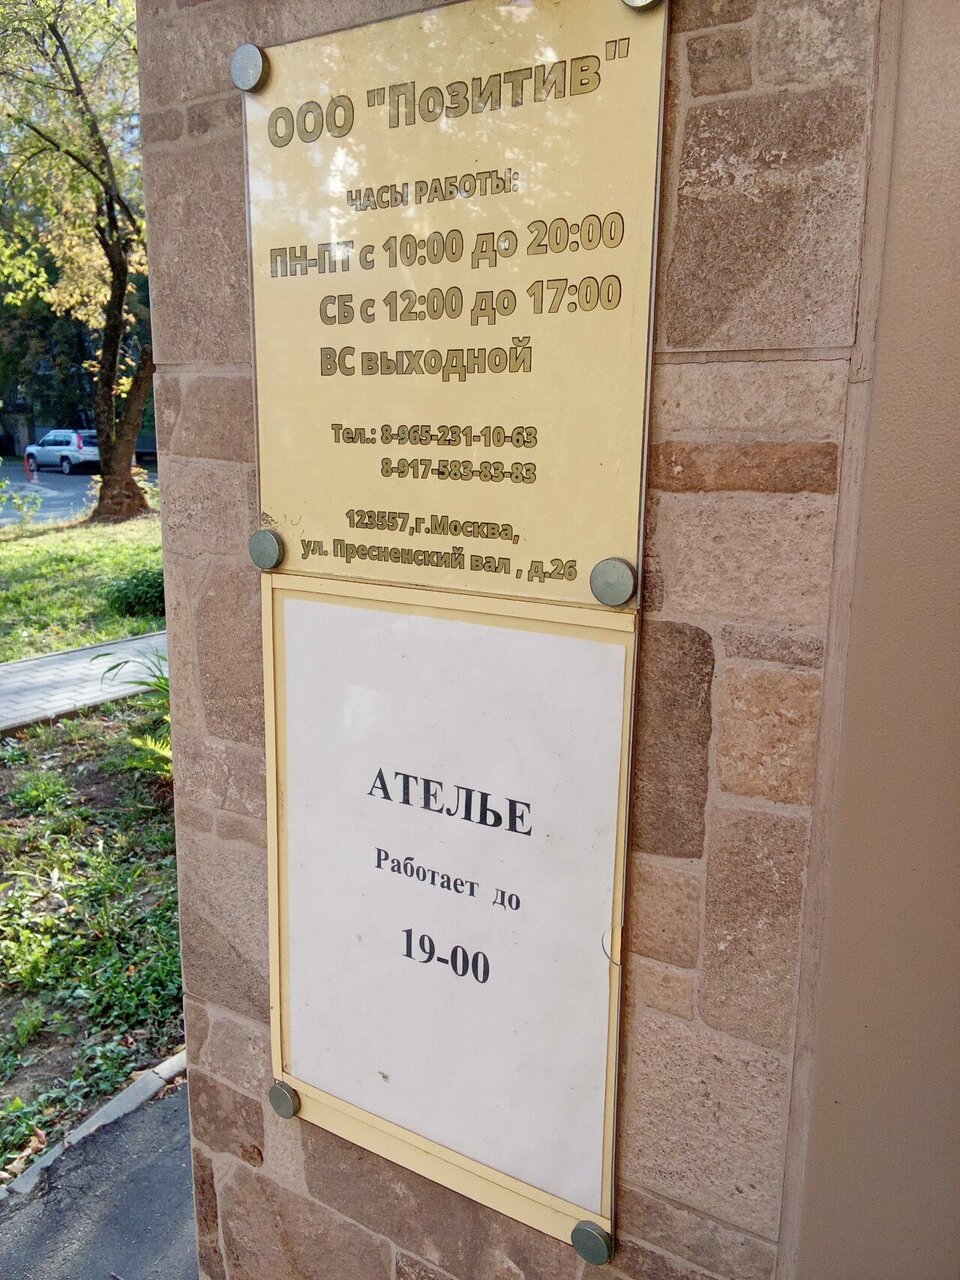 ООО "Позитив"
ЧАСЫ РАБОТЫ:
ПН-ПТ с 10:00 до 20:00
СБ с 12:00 до 17:00
ВС выходной
Тел.: 8-965-231-10-63
8-917-583-83-83
123557,г.Москва,
ул. Пресненский вал , д.26
АТЕЛЬЕ
Работает до
19-00